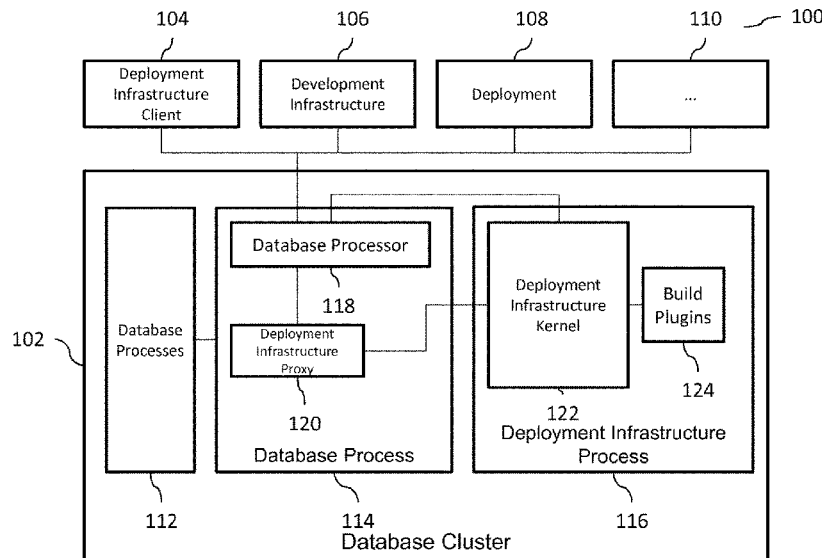 104
106
108
110
100
Deployment
Infrastructure
Client
Development
Infrastructure
Deployment
...
Database Processor
118
Deployment
Infrastructure
Proxy
120
Database
Processes
102
Deployment
Infrastructure
Kernel
122
Build
Plugins
124
Database Process
Deployment Infrastructure
Process
112
114
116
Database Cluster